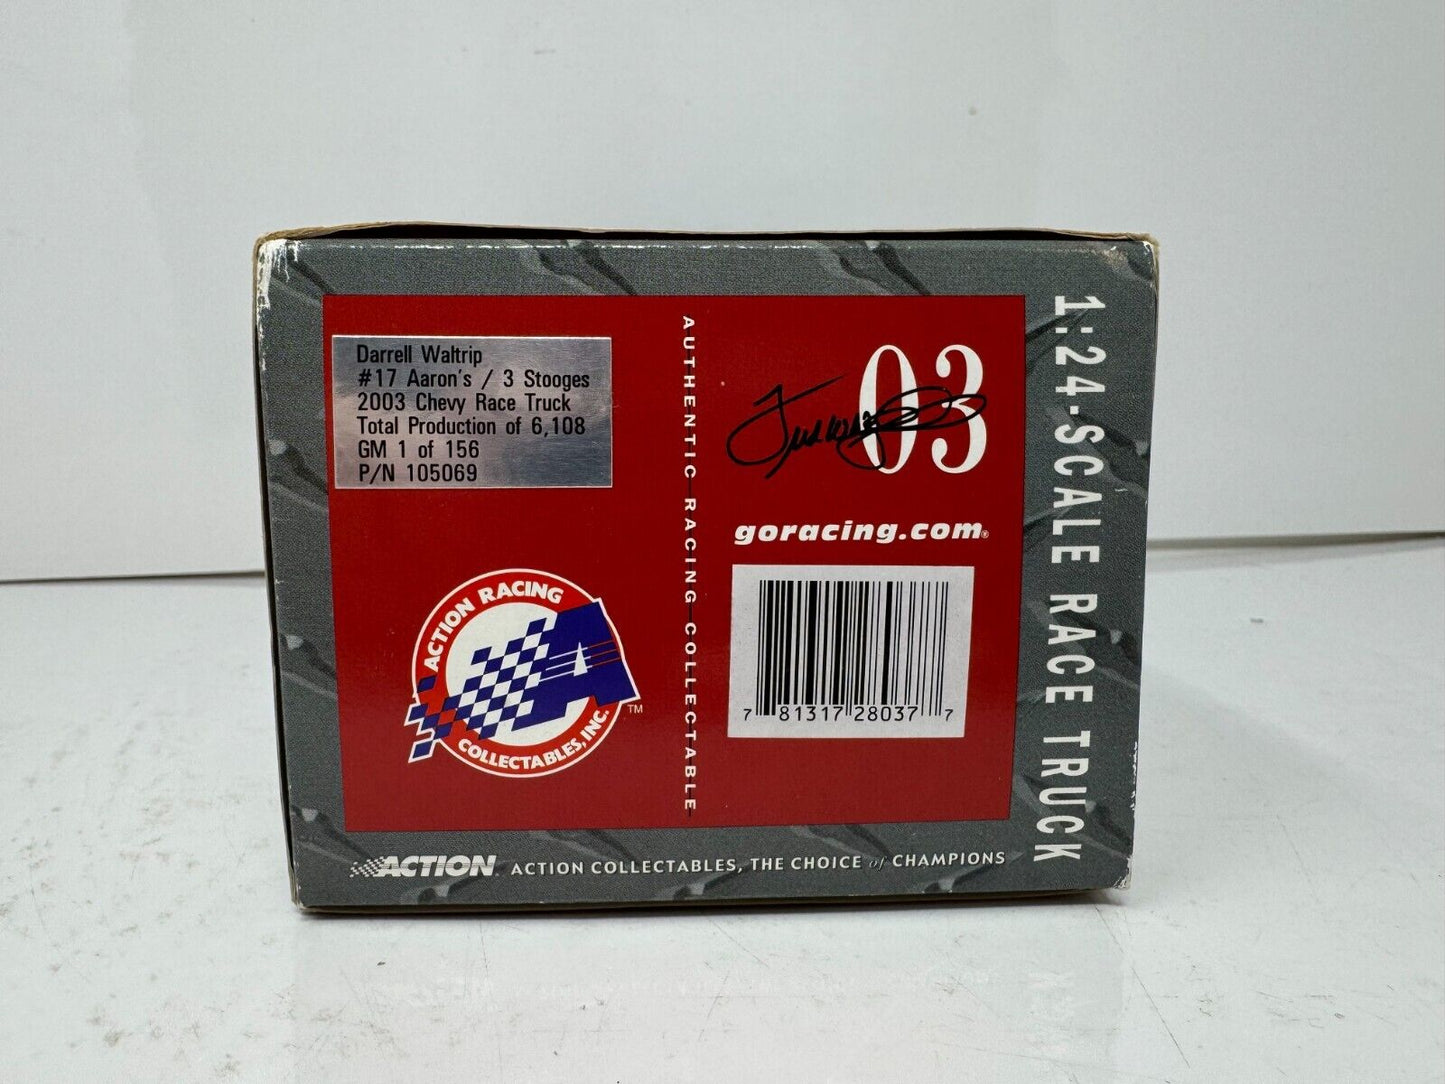 Darrell Waltrip
#17 Aaron's / 3 Stooges
2003 Chevy Race Truck
Total Production of 6,108
GM 1 of 156
P/N 105069
ACTION RACING
COLLECTABLES, INC.
TM
AUTHENTIC RACING COLLECTABLE
03
goracing.com®
7 81317 28037 7
1:24-SCALE RACE TRUCK
ACTION ACTION COLLECTABLES, THE CHOICE of CHAMPIONS